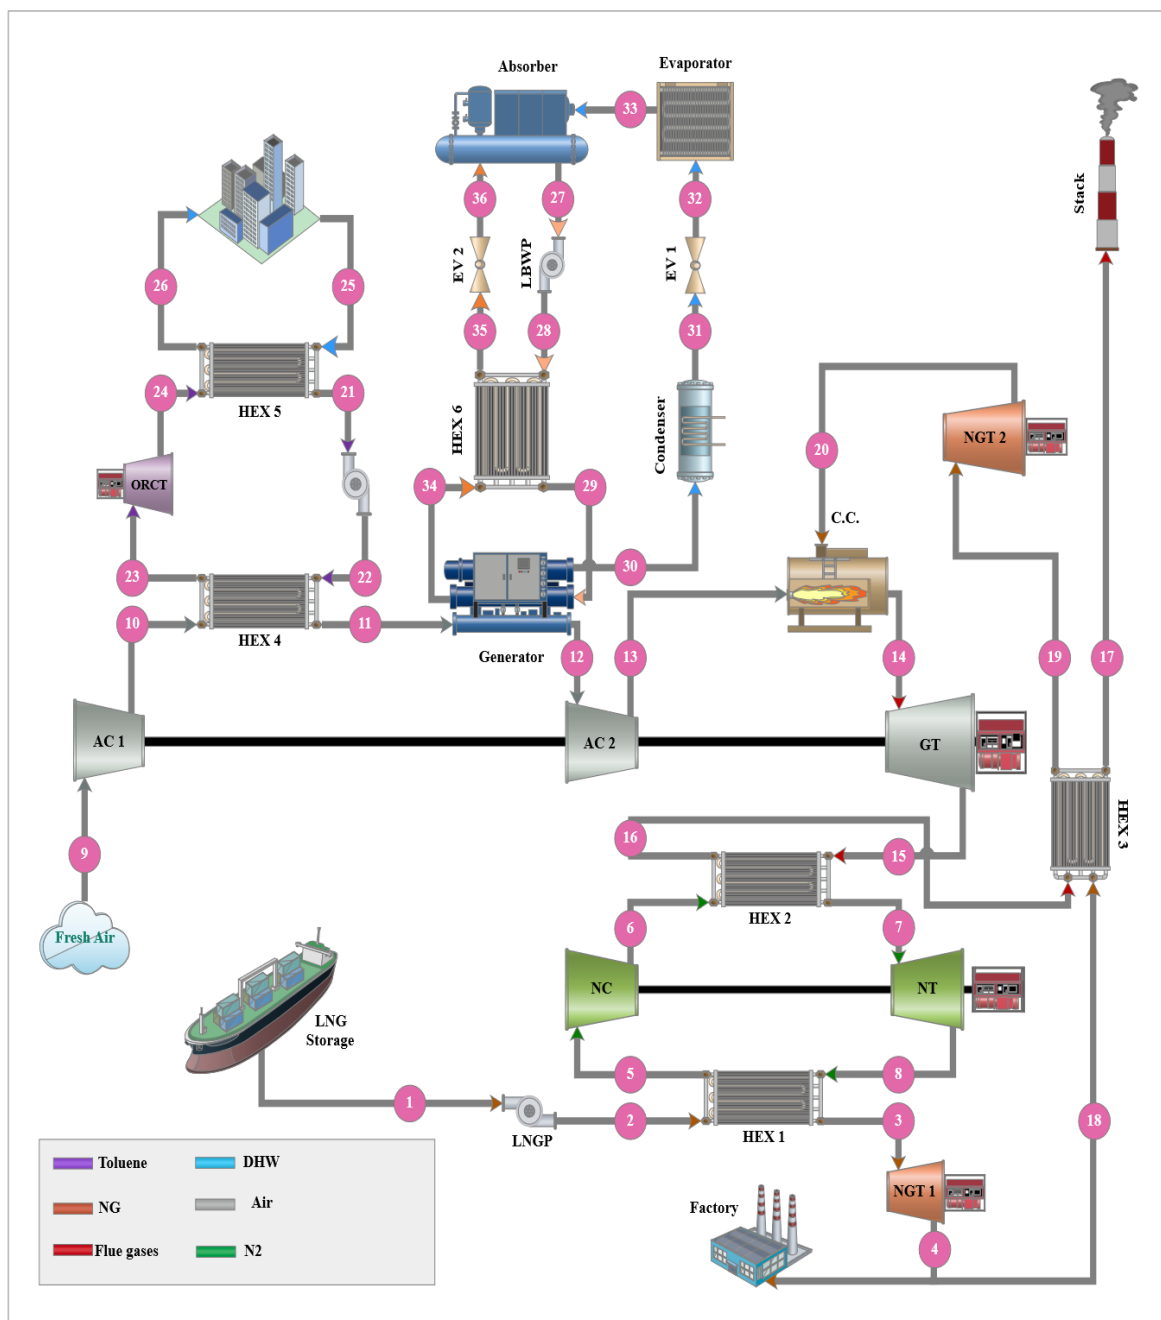 Absorber
Evaporator
33
Stack
36
27
32
EV 2
LBWP
EV 1
26
25
35
28
31
24
21
HEX 5
HEX 6
Condenser
NGT 2
20
ORCT
34
29
C.C.
23
22
30
10
HEX 4
11
Generator
12
13
14
19
17
AC 1
AC 2
GT
HEX 3
16
15
9
HEX 2
Fresh Air
6
7
NC
NT
LNG
Storage
5
8
1
LNGP
2
HEX 1
3
18
Toluene
DHW
NG
Air
Flue gases
N2
NGT 1
Factory
4